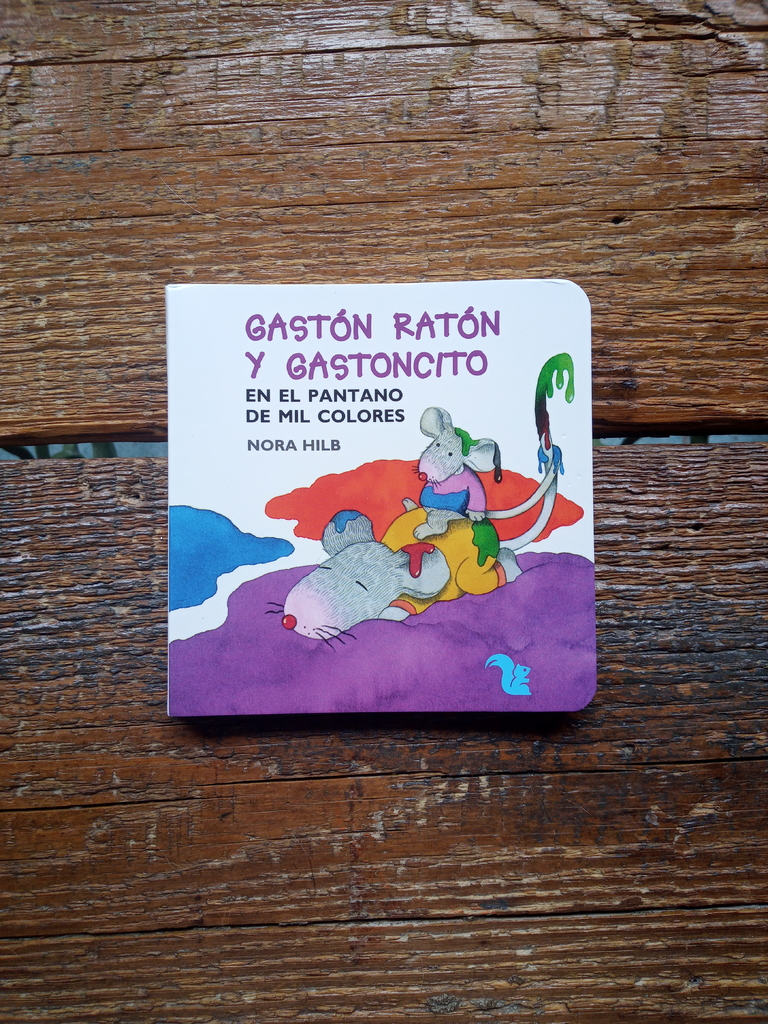 GASTÓN RATÓN
Y GASTONCITO
EN EL PANTANO
DE MIL COLORES
NORA HILB